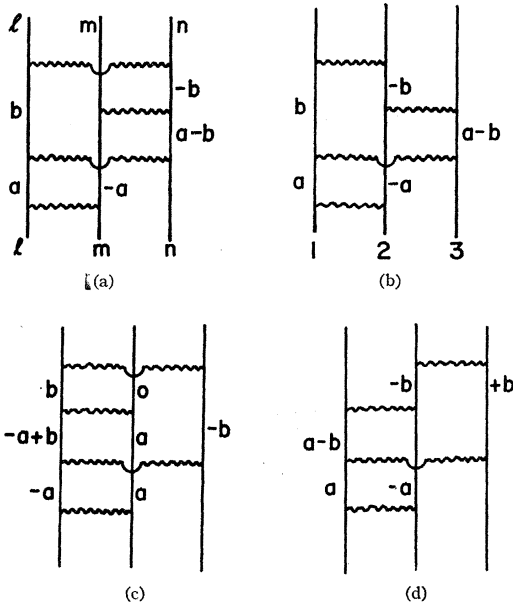 ℓ m n
b -b
a-b
a -a
ℓ m n
(a)
b -b
a-b
a -a
1 2 3
(b)
b o
-a+b a -b
-a a
(c)
-b +b
a-b
a -a
(d)